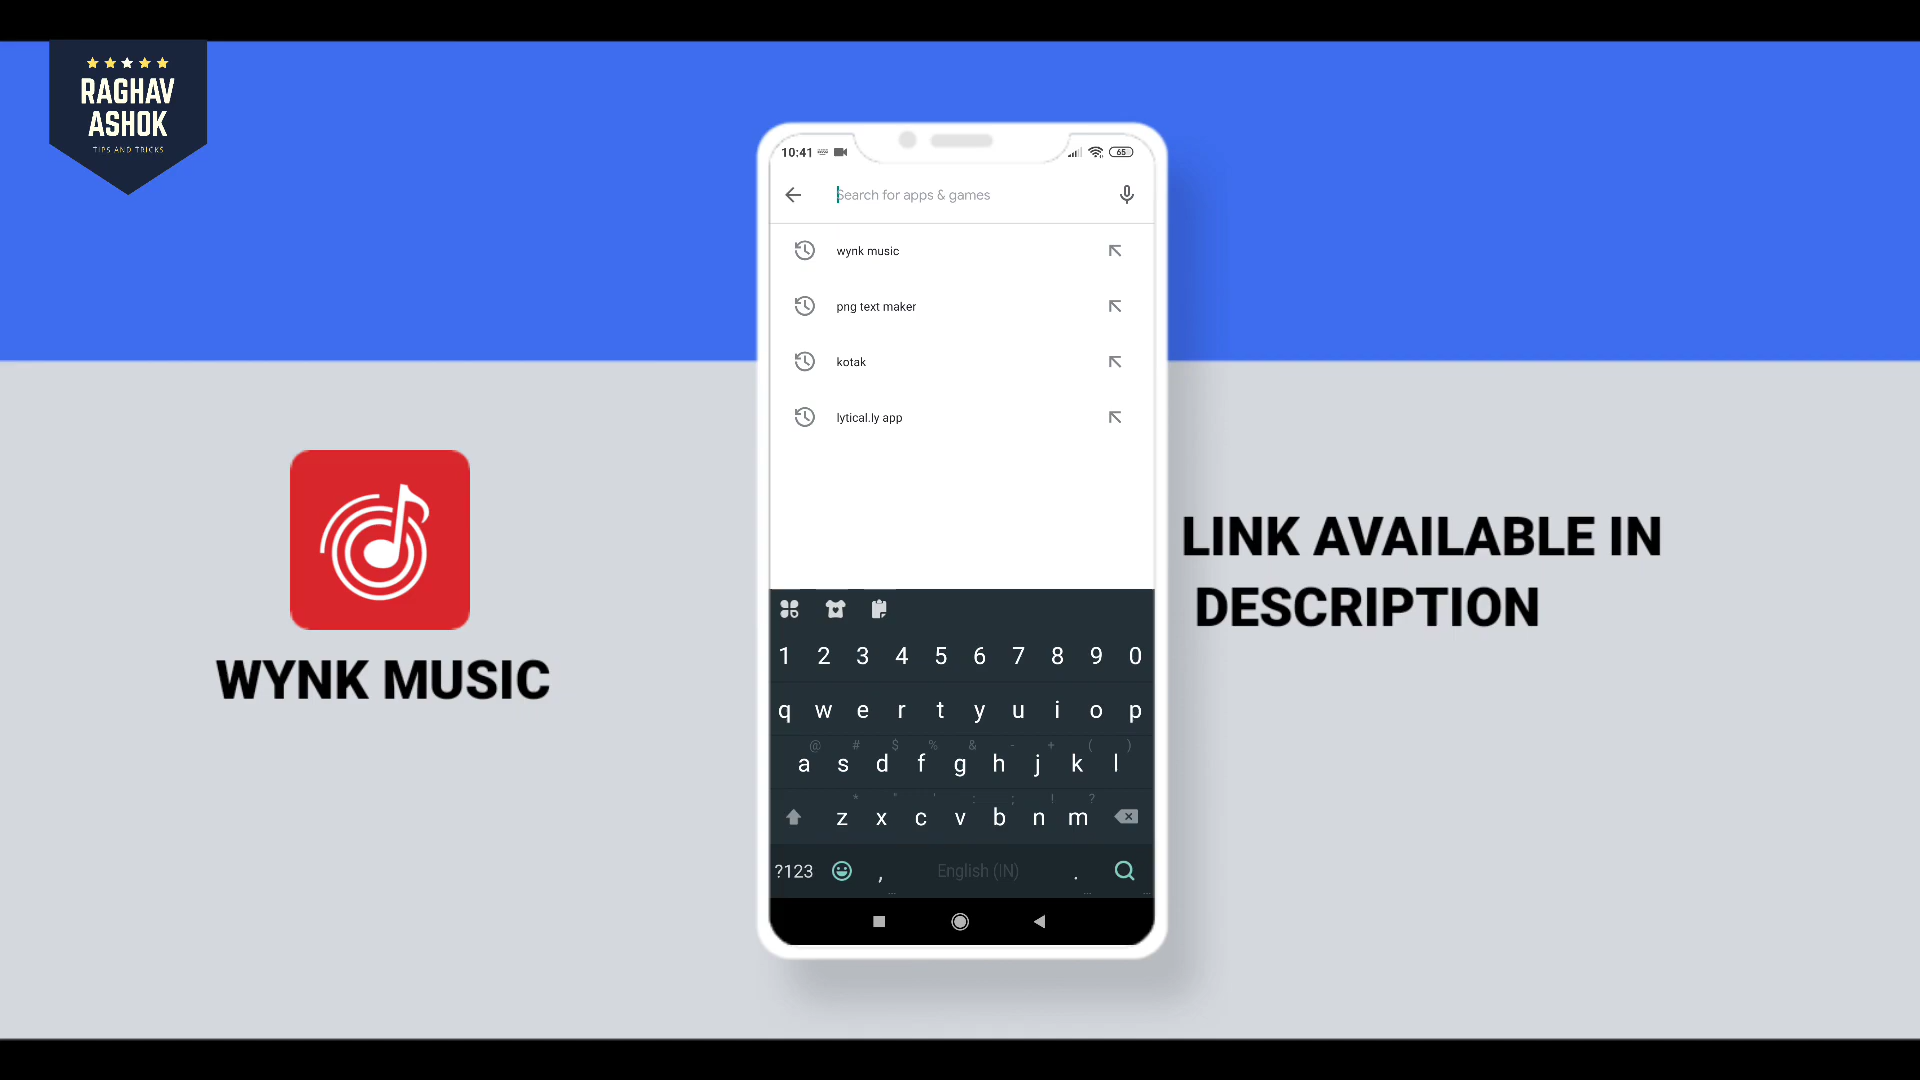 RAGHAV
ASHOK
TIPS AND TRICKS
10:41
65
Search for apps & games
wynk music
png text maker
kotak
lytical.ly app
1 2 3 4 5 6 7 8 9 0
q w e r t y u i o p
@ # $ % & - + ( )
a s d f g h j k l
* " ' : ; ! ?
z x c v b n m
?123 , English (IN) .
WYNK MUSIC
LINK AVAILABLE IN
DESCRIPTION